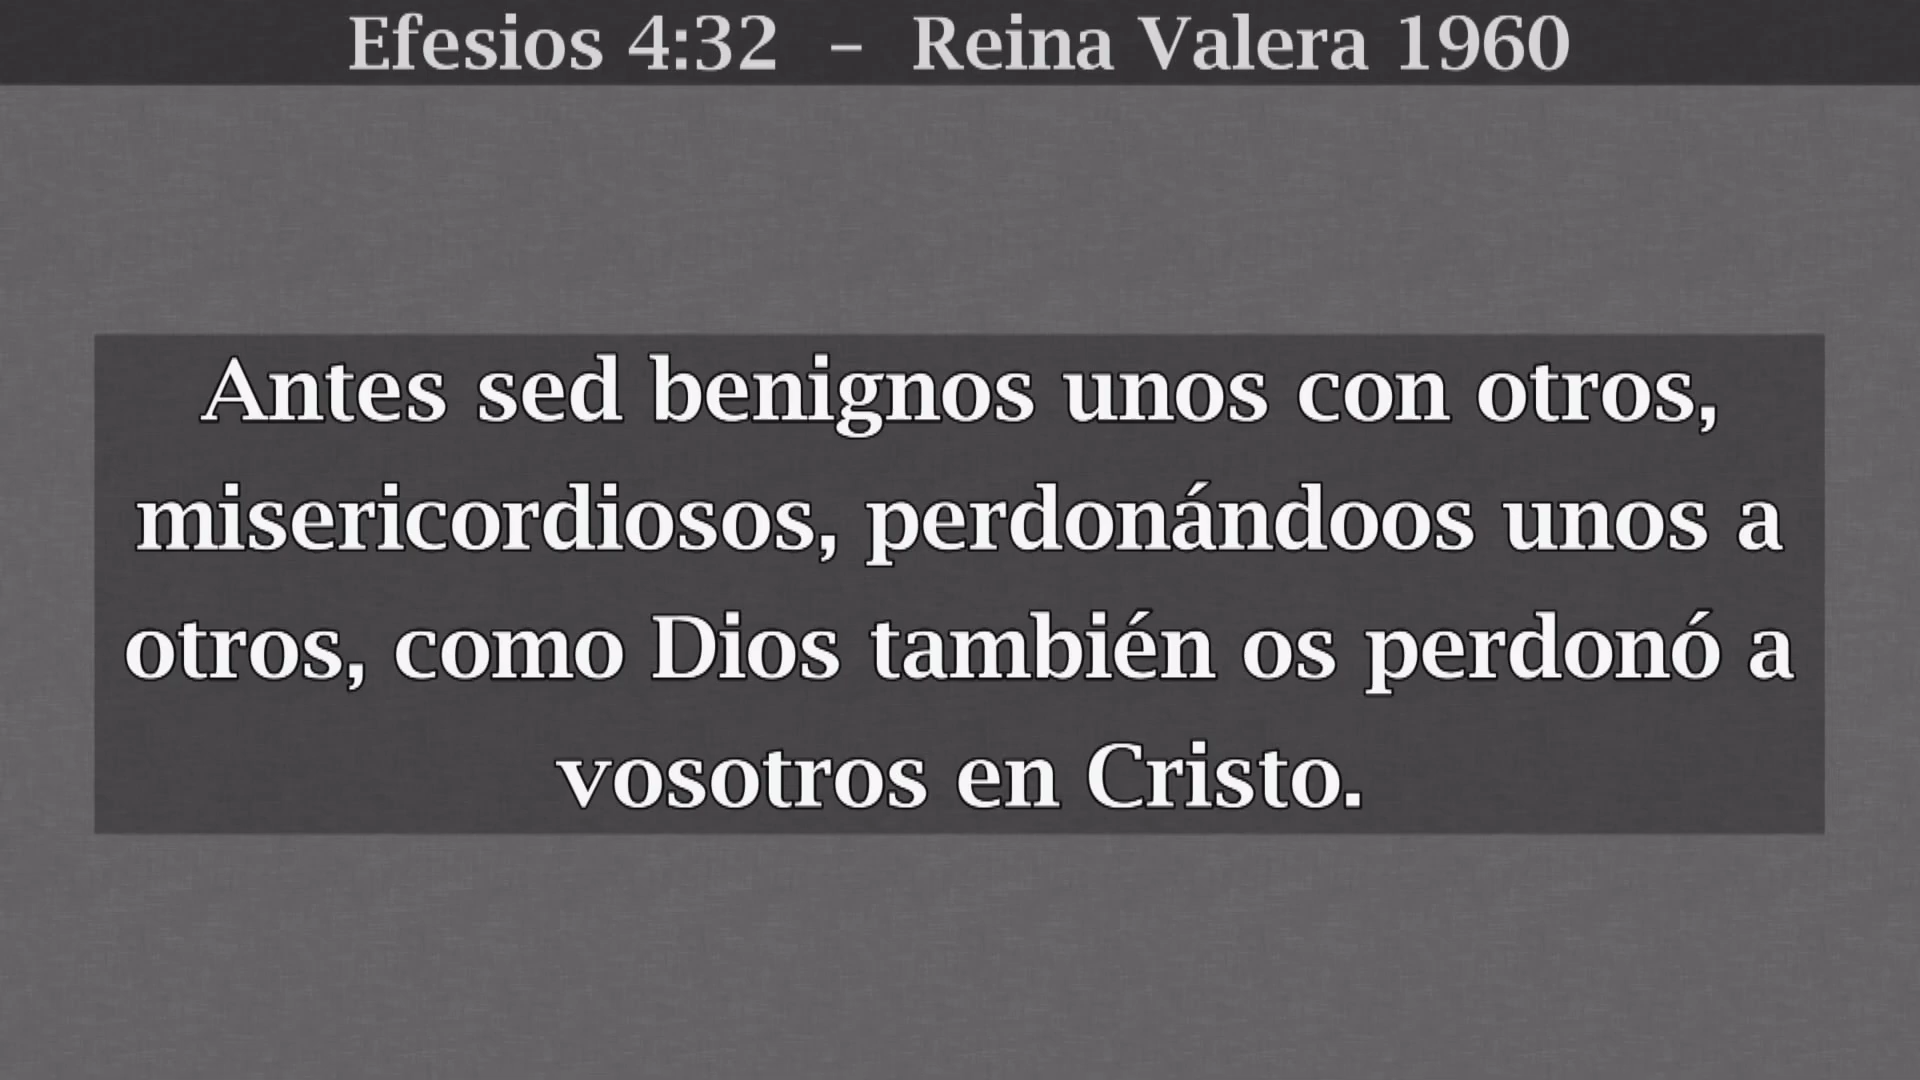 Efesios 4:32 – Reina Valera 1960
Antes sed benignos unos con otros,
misericordiosos, perdonándoos unos a
otros, como Dios también os perdonó a
vosotros en Cristo.